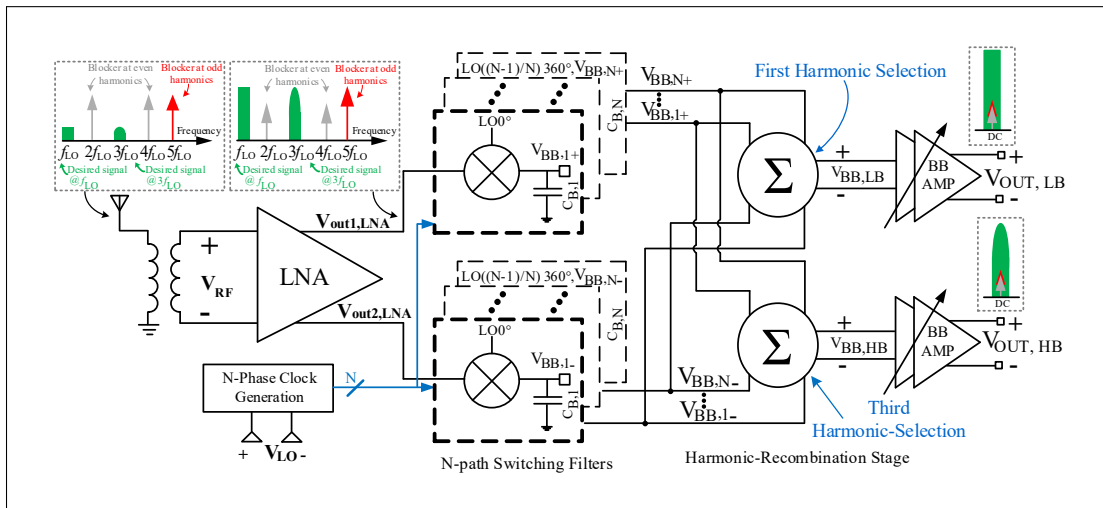 Blocker at even
harmonics
Blocker at odd
harmonics
Frequency
fLO 2fLO 3fLO 4fLO 5fLO
Desired signal
@fLO
Desired signal
@3fLO
Blocker at even
harmonics
Blocker at odd
harmonics
Frequency
fLO 2fLO 3fLO 4fLO 5fLO
Desired signal
@fLO
Desired signal
@3fLO
LO((N-1)/N) 360°,VBB,N+
CB,N
LO0°
VBB,1+
CB,1
VBB,N+
VBB,1+
First Harmonic Selection
Σ
+
VBB,LB
-
BB
AMP
DC
+
VOUT, LB
-
Vout1,LNA
+
VRF
-
LNA
Vout2,LNA
LO((N-1)/N) 360°,VBB,N-
CB,N
LO0°
VBB,1-
CB,1
VBB,N-
VBB,1-
Σ
+
VBB,HB
-
BB
AMP
DC
+
VOUT, HB
-
Third
Harmonic-Selection
N-Phase Clock
Generation
N
+ VLO -
N-path Switching Filters
Harmonic-Recombination Stage